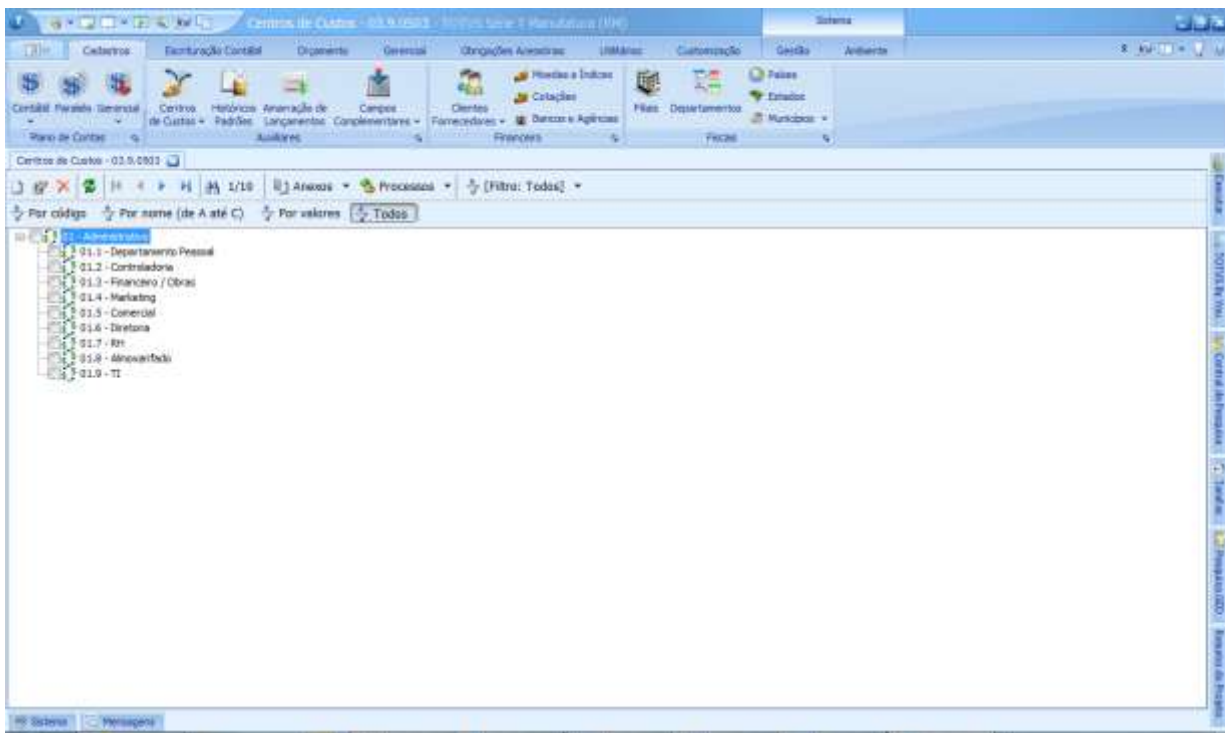 Centros de Custos - 03.9.0503 - TOTVS Série T Manufatura (RM)
Sistema
Cadastros Escrituração Contábil Orçamento Gerencial Obrigações Acessórias Utilitários Customização Gestão Ambiente
Contábil Paralelo Gerencial Centros de Custos Históricos Padrões Amarração de Lançamentos Campos Complementares Clientes Fornecedores Moedas e Índices Cotações Bancos e Agências Filiais Departamentos Países Estados Municípios
Plano de Contas Auxiliares Financeiro Fiscais
Centros de Custos - 03.9.0503
1/10 Anexos Processos [Filtro: Todos]
Por código Por nome (de A até C) Por valores Todos
01 - Administrativo
01.1 - Departamento Pessoal
01.2 - Controladoria
01.3 - Financeiro / Obras
01.4 - Marketing
01.5 - Comercial
01.6 - Diretoria
01.7 - RH
01.8 - Almoxarifado
01.9 - TI
Executar
Central de Pesquisa
Tarefas
Sistema Mensagens